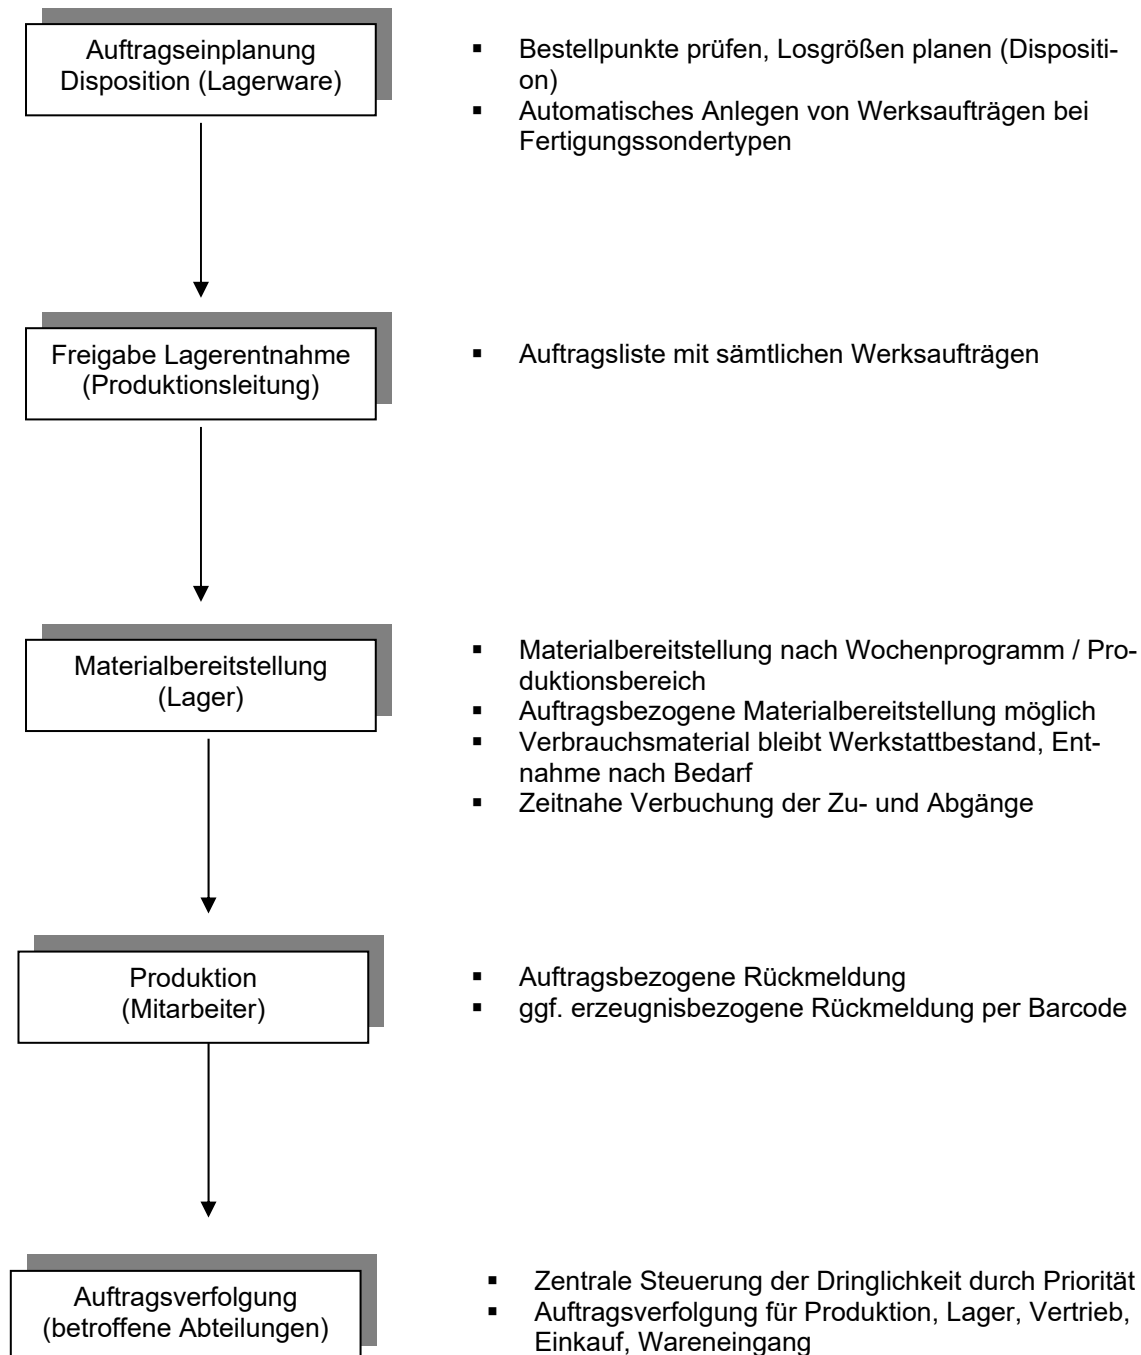 Auftragseinplanung
Disposition (Lagerware)
▪ Bestellpunkte prüfen, Losgrößen planen (Dispositi-
on)
▪ Automatisches Anlegen von Werksaufträgen bei
Fertigungssondertypen
Freigabe Lagerentnahme
(Produktionsleitung)
▪ Auftragsliste mit sämtlichen Werksaufträgen
Materialbereitstellung
(Lager)
▪ Materialbereitstellung nach Wochenprogramm / Pro-
duktionsbereich
▪ Auftragsbezogene Materialbereitstellung möglich
▪ Verbrauchsmaterial bleibt Werkstattbestand, Ent-
nahme nach Bedarf
▪ Zeitnahe Verbuchung der Zu- und Abgänge
Produktion
(Mitarbeiter)
▪ Auftragsbezogene Rückmeldung
▪ ggf. erzeugnisbezogene Rückmeldung per Barcode
Auftragsverfolgung
(betroffene Abteilungen)
▪ Zentrale Steuerung der Dringlichkeit durch Priorität
▪ Auftragsverfolgung für Produktion, Lager, Vertrieb,
Einkauf, Wareneingang